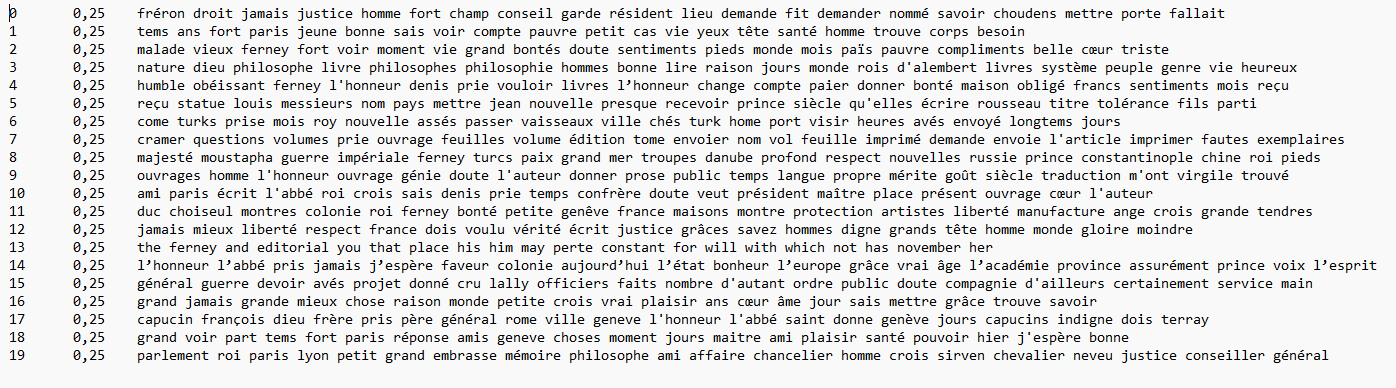 0 0,25 fréron droit jamais justice homme fort champ conseil garde résident lieu demande fit demander nommé savoir choudens mettre porte fallait
1 0,25 tems ans fort paris jeune bonne sais voir compte pauvre petit cas vie yeux tête santé homme trouve corps besoin
2 0,25 malade vieux ferney fort voir moment vie grand bontés doute sentiments pieds monde mois païs pauvre compliments belle cœur triste
3 0,25 nature dieu philosophe livre philosophes philosophie hommes bonne lire raison jours monde rois d'alembert livres système peuple genre vie heureux
4 0,25 humble obéissant ferney l'honneur denis prie vouloir livres l’honneur change compte paier donner bonté maison obligé francs sentiments mois reçu
5 0,25 reçu statue louis messieurs nom pays mettre jean nouvelle presque recevoir prince siècle qu'elles écrire rousseau titre tolérance fils parti
6 0,25 come turks prise mois roy nouvelle assés passer vaisseaux ville chés turk home port visir heures avés envoyé longtems jours
7 0,25 cramer questions volumes prie ouvrage feuilles volume édition tome envoier nom vol feuille imprimé demande envoie l'article imprimer fautes exemplaires
8 0,25 majesté moustapha guerre impériale ferney turcs paix grand mer troupes danube profond respect nouvelles russie prince constantinople chine roi pieds
9 0,25 ouvrages homme l'honneur ouvrage génie doute l'auteur donner prose public temps langue propre mérite goût siècle traduction m'ont virgile trouvé
10 0,25 ami paris écrit l'abbé roi crois sais denis prie temps confrère doute veut président maître place présent ouvrage cœur l'auteur
11 0,25 duc choiseul montres colonie roi ferney bonté petite genêve france maisons montre protection artistes liberté manufacture ange crois grande tendres
12 0,25 jamais mieux liberté respect france dois voulu vérité écrit justice grâces savez hommes digne grands tête homme monde gloire moindre
13 0,25 the ferney and editorial you that place his him may perte constant for will with which not has november her
14 0,25 l’honneur l’abbé pris jamais j’espère faveur colonie aujourd’hui l’état bonheur l’europe grâce vrai âge l’académie province assurément prince voix l’esprit
15 0,25 général guerre devoir avés projet donné cru lally officiers faits nombre d'autant ordre public doute compagnie d'ailleurs certainement service main
16 0,25 grand jamais grande mieux chose raison monde petite crois vrai plaisir ans cœur âme jour sais mettre grâce trouve savoir
17 0,25 capucin françois dieu frère pris père général rome ville geneve l'honneur l'abbé saint donne genève jours capucins indigne dois terray
18 0,25 grand voir part tems fort paris réponse amis geneve choses moment jours maitre ami plaisir santé pouvoir hier j'espère bonne
19 0,25 parlement roi paris lyon petit grand embrasse mémoire philosophe ami affaire chancelier homme crois sirven chevalier neveu justice conseiller général